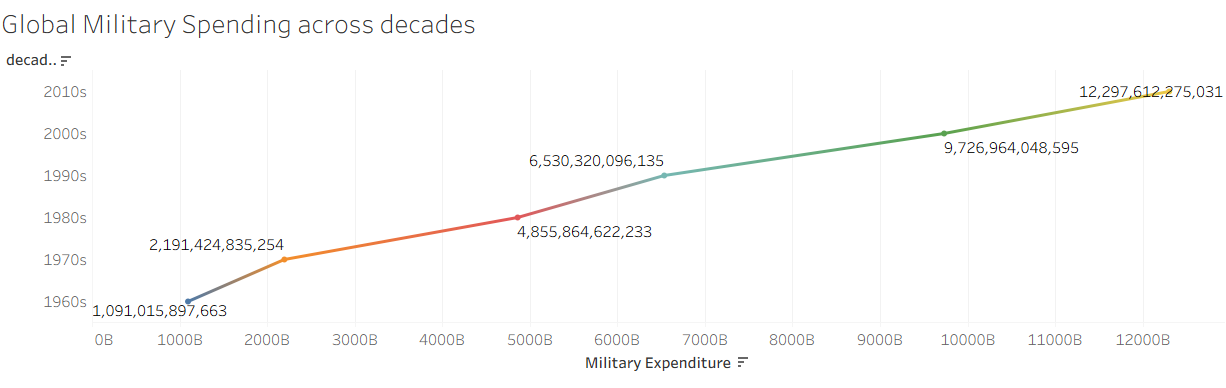 Global Military Spending across decades
decad..
2010s
12,297,612,275,031
2000s
9,726,964,048,595
6,530,320,096,135
1990s
1980s
4,855,864,622,233
2,191,424,835,254
1970s
1960s
1,091,015,897,663
0B 1000B 2000B 3000B 4000B 5000B 6000B 7000B 8000B 9000B 10000B 11000B 12000B
Military Expenditure